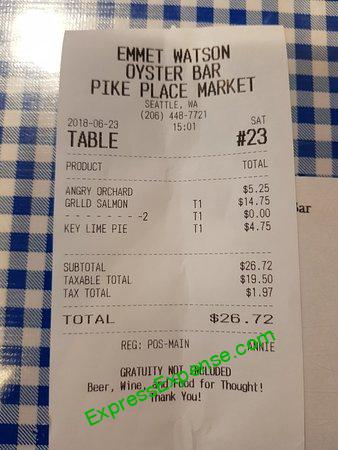 EMMET WATSON
OYSTER BAR
PIKE PLACE MARKET
SEATTLE, WA
(206) 448-7721
2018-06-23 SAT
15:01
TABLE #23
PRODUCT TOTAL
ANGRY ORCHARD $5.25
GRLLD SALMON T1 $14.75
- - - - - - - -2 T1 $0.00
KEY LIME PIE T1 $4.75
SUBTOTAL $26.72
TAXABLE TOTAL $19.50
TAX TOTAL $1.97
TOTAL $26.72
REG: POS-MAIN ANNIE
GRATUITY NOT INCLUDED
Beer, Wine, and Food for Thought!
Thank You!
ExpressExpense.com
Bar